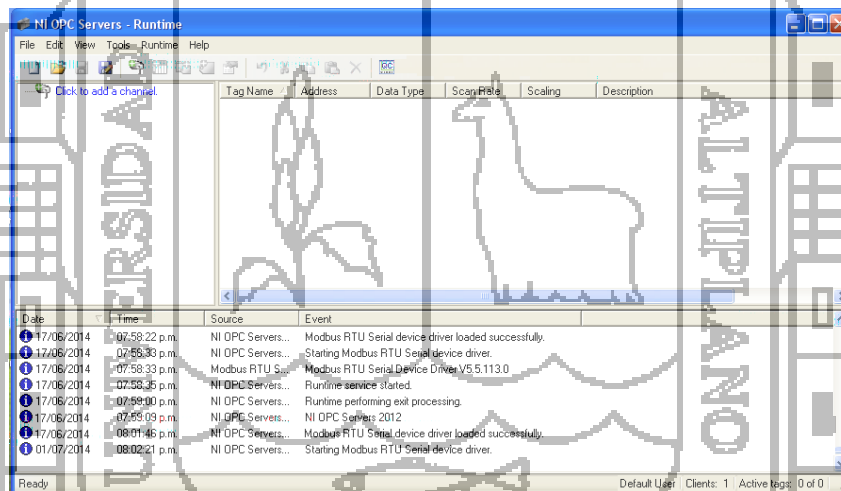 NI OPC Servers - Runtime
File Edit View Tools Runtime Help
Click to add a channel.
Tag Name Address Data Type Scan Rate Scaling Description
Date Time Source Event
17/06/2014 07:58:22 p.m. NI OPC Servers... Modbus RTU Serial device driver loaded successfully.
17/06/2014 07:58:33 p.m. NI OPC Servers... Starting Modbus RTU Serial device driver.
17/06/2014 07:58:33 p.m. Modbus RTU S... Modbus RTU Serial Device Driver V5.5.113.0
17/06/2014 07:58:35 p.m. NI OPC Servers... Runtime service started.
17/06/2014 07:59:00 p.m. NI OPC Servers... Runtime performing exit processing.
17/06/2014 07:59:09 p.m. NI OPC Servers... NI OPC Servers 2012
17/06/2014 08:01:46 p.m. NI OPC Servers... Modbus RTU Serial device driver loaded successfully.
01/07/2014 08:02:21 p.m. NI OPC Servers... Starting Modbus RTU Serial device driver.
Ready Default User Clients: 1 Active tags: 0 of 0
ALTIPLANO